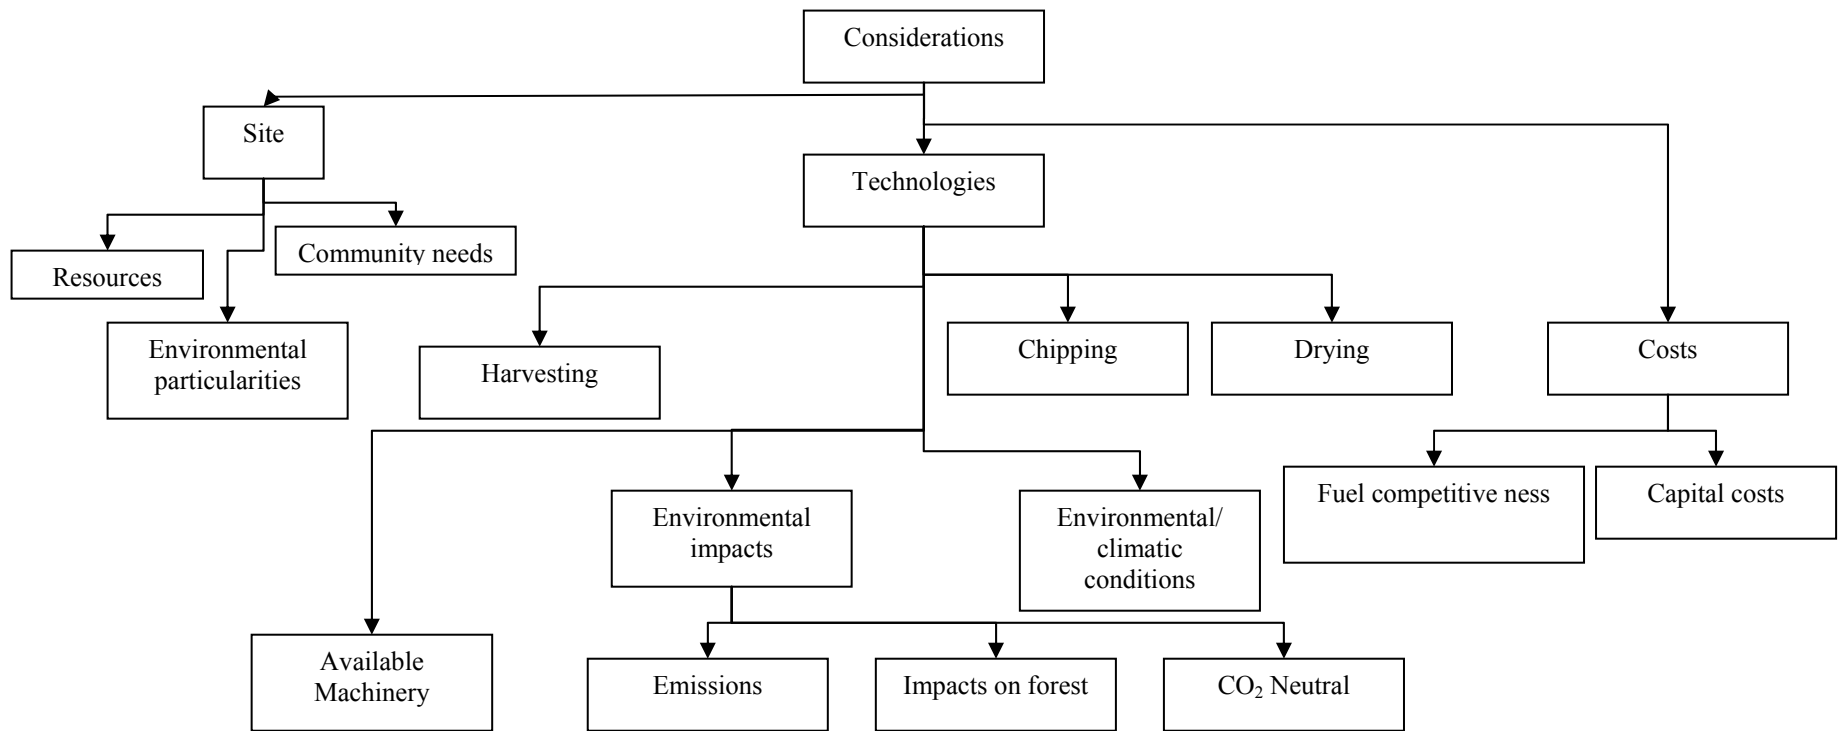 Considerations
Site
Technologies
Community needs
Resources
Environmental
particularities
Harvesting
Chipping
Drying
Costs
Fuel competitive ness
Capital costs
Environmental
impacts
Environmental/
climatic
conditions
Available
Machinery
Emissions
Impacts on forest
CO₂ Neutral